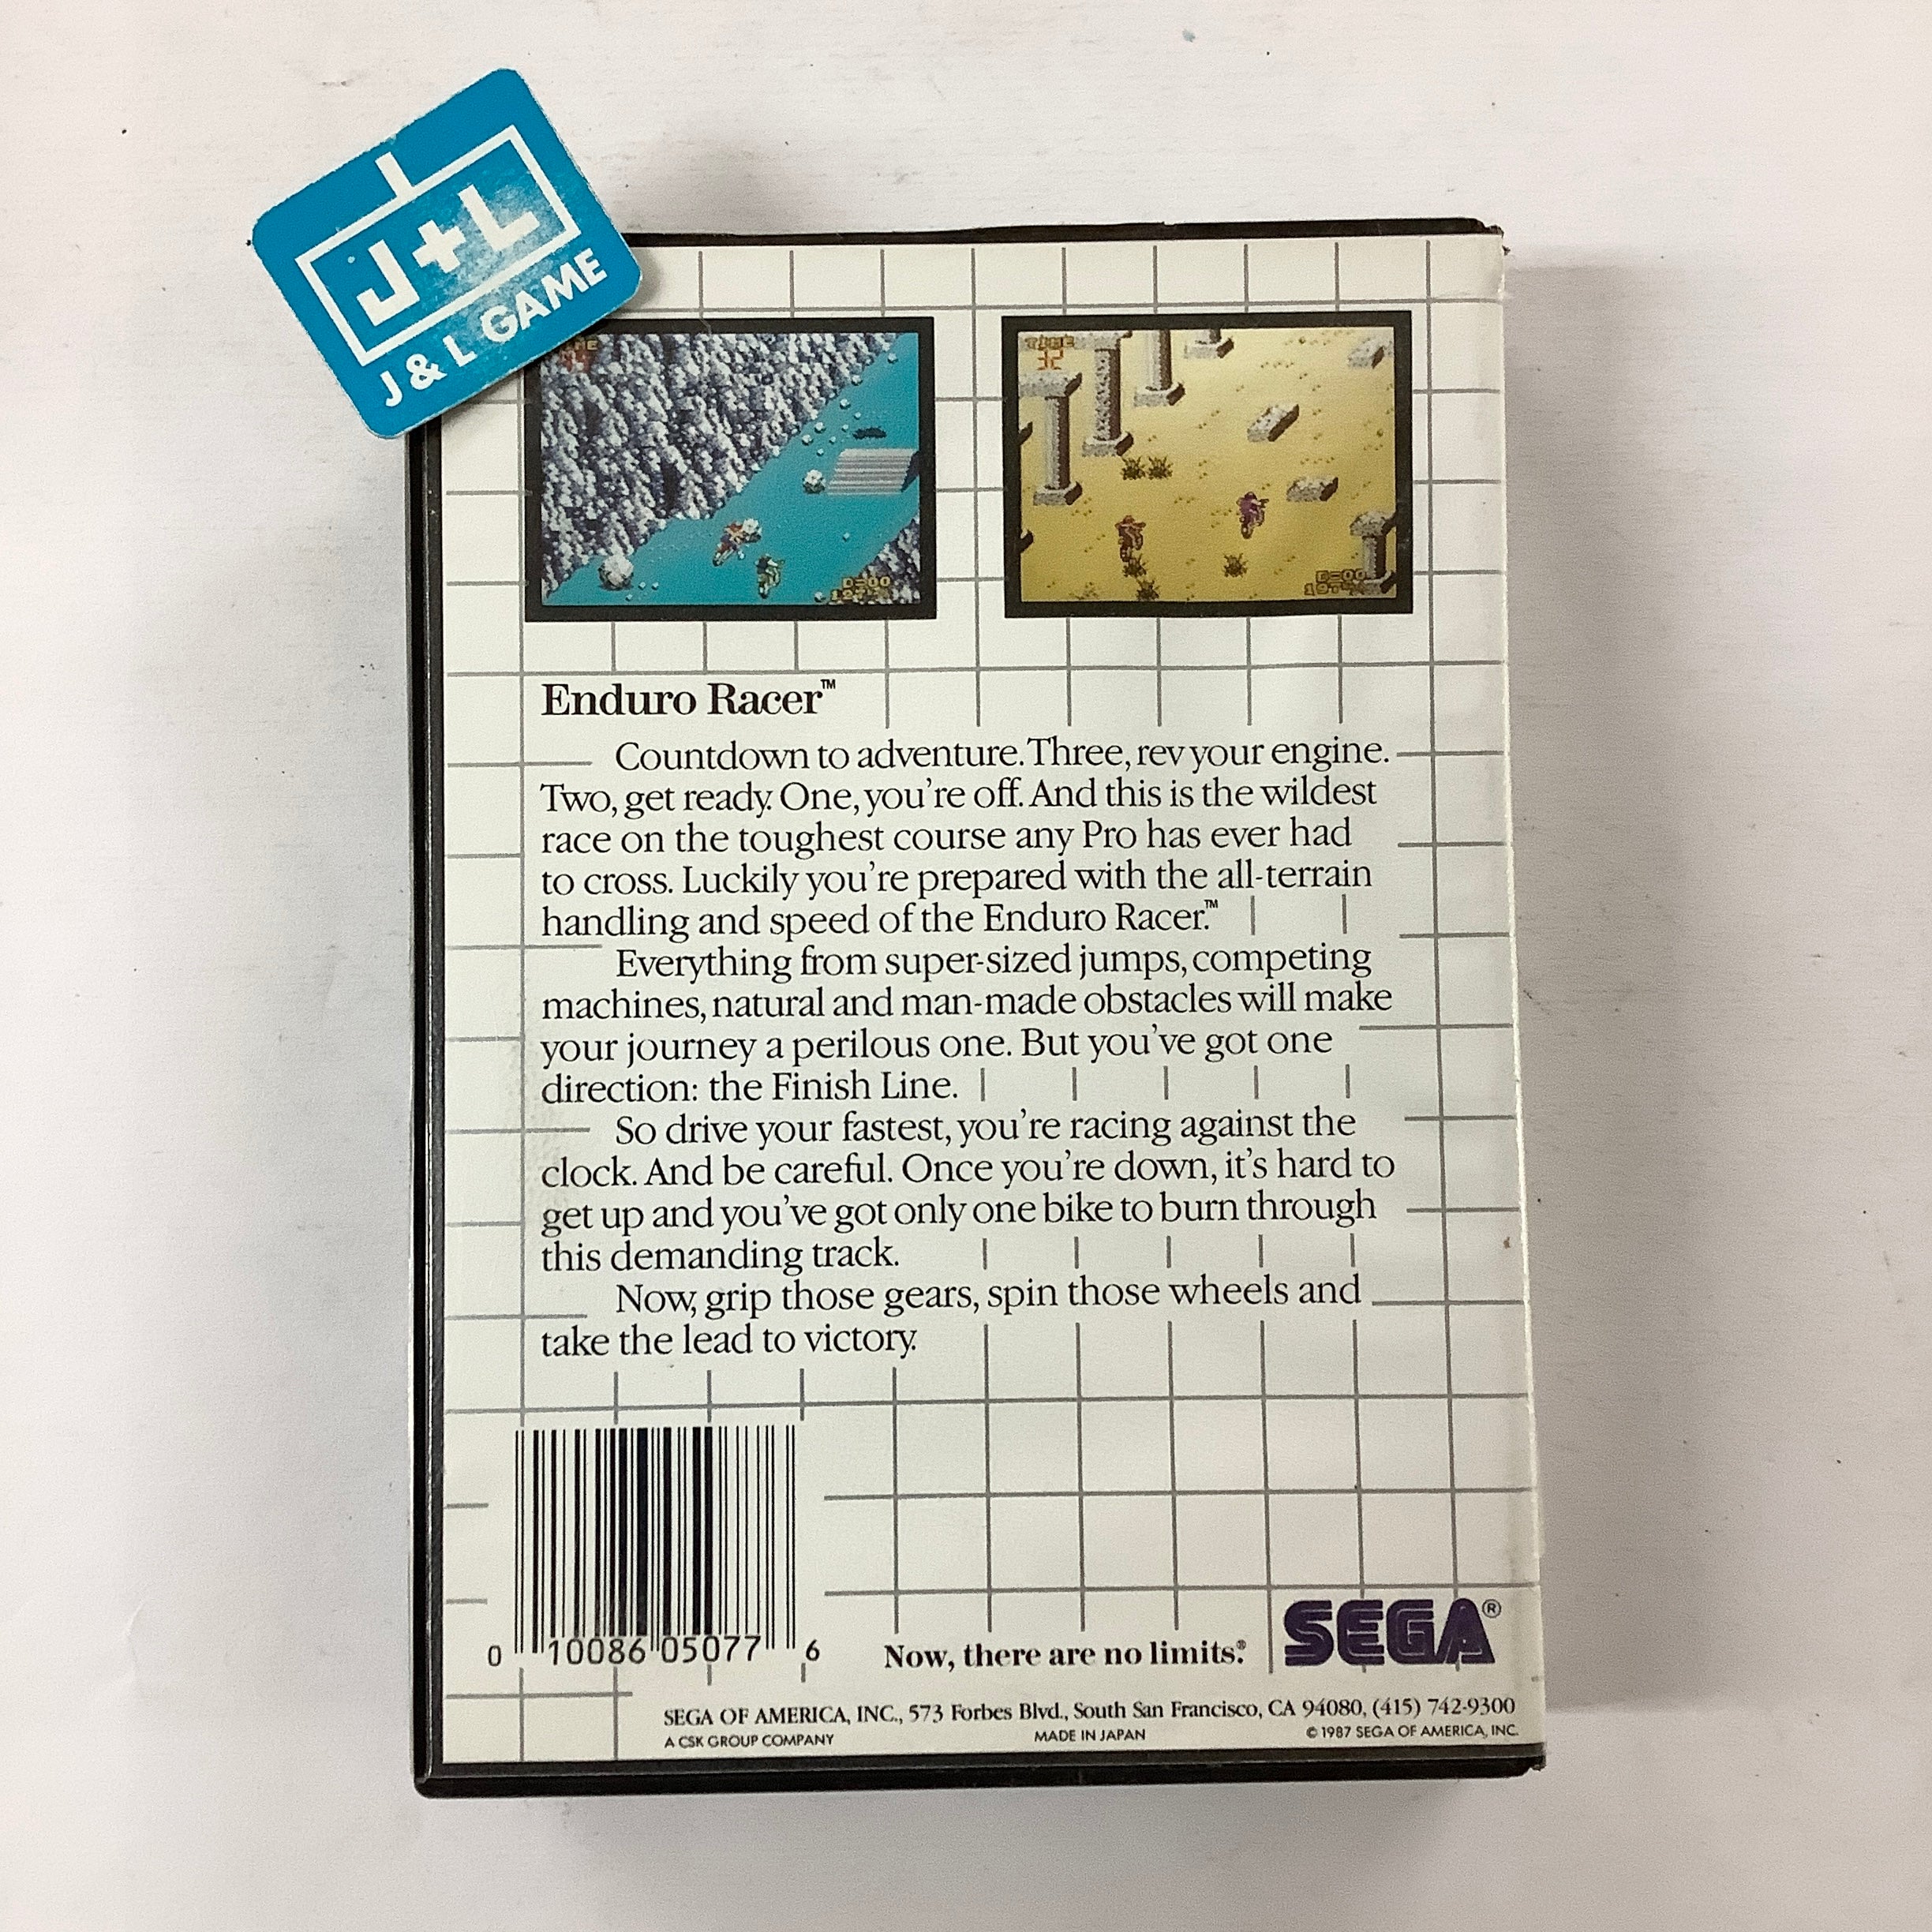 J+L
J & L GAME
TIME
32
D=00
D=00
Enduro Racer™
Countdown to adventure. Three, rev your engine.
Two, get ready. One, you're off. And this is the wildest
race on the toughest course any Pro has ever had
to cross. Luckily you're prepared with the all-terrain
handling and speed of the Enduro Racer.™
Everything from super-sized jumps, competing
machines, natural and man-made obstacles will make
your journey a perilous one. But you've got one
direction: the Finish Line.
So drive your fastest, you're racing against the
clock. And be careful. Once you're down, it's hard to
get up and you've got only one bike to burn through
this demanding track.
Now, grip those gears, spin those wheels and
take the lead to victory.
0 10086 05077 6
Now, there are no limits.®
SEGA®
SEGA OF AMERICA, INC., 573 Forbes Blvd., South San Francisco, CA 94080, (415) 742-9300
A CSK GROUP COMPANY MADE IN JAPAN © 1987 SEGA OF AMERICA, INC.